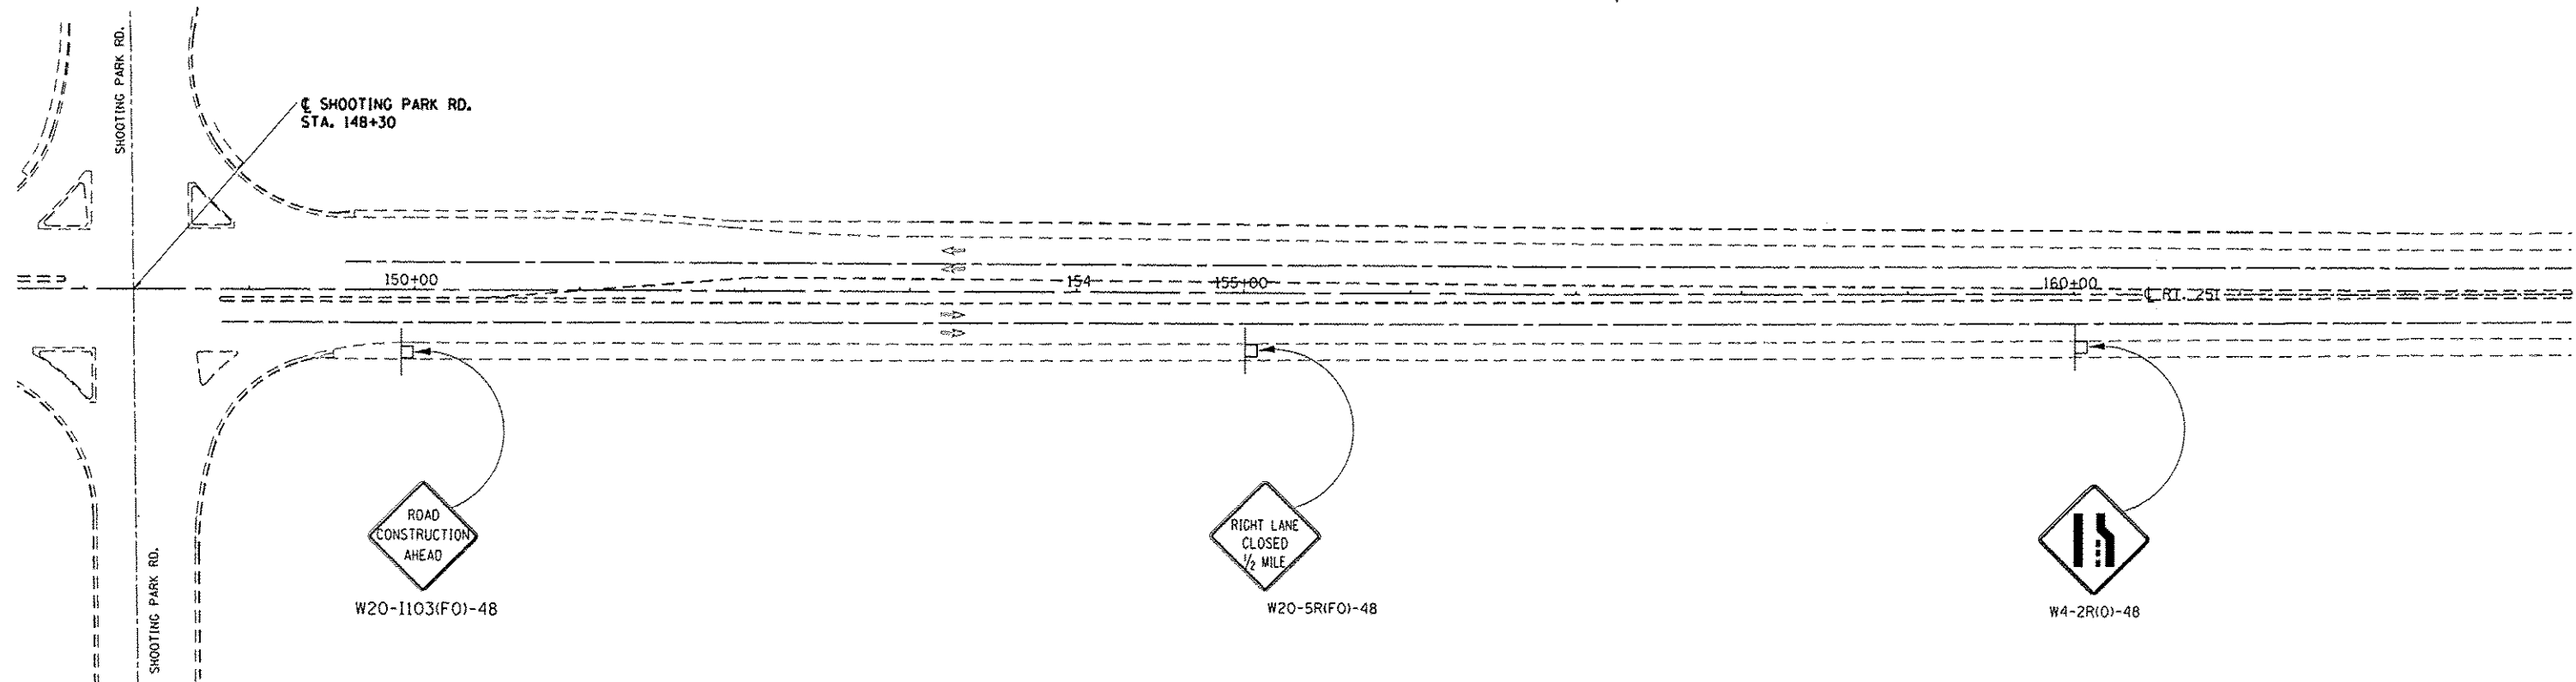 SHOOTING PARK RD.
℄ SHOOTING PARK RD.
STA. 148+30
150+00
154
155+00
160+00
℄ RT. 251
ROAD
CONSTRUCTION
AHEAD
W20-I103(FO)-48
RIGHT LANE
CLOSED
1/2 MILE
W20-5R(FO)-48
W4-2R(O)-48
SHOOTING PARK RD.